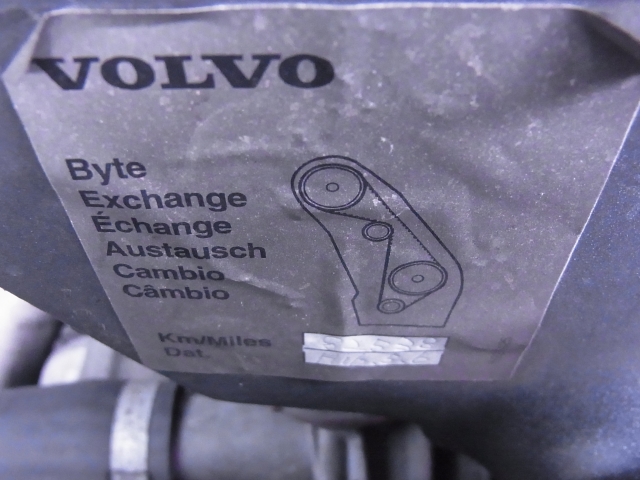 VOLVO
Byte
Exchange
Échange
Austausch
Cambio
Câmbio
Km/Miles
Dat.